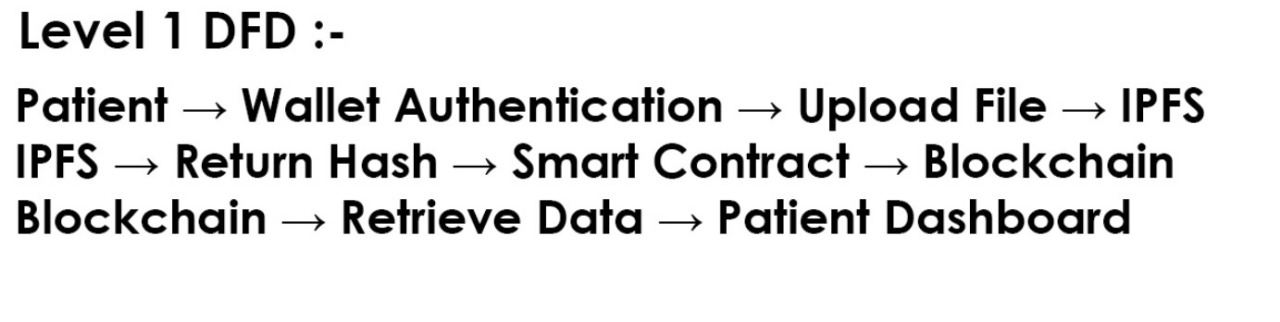 Level 1 DFD :-
Patient → Wallet Authentication → Upload File → IPFS
IPFS → Return Hash → Smart Contract → Blockchain
Blockchain → Retrieve Data → Patient Dashboard